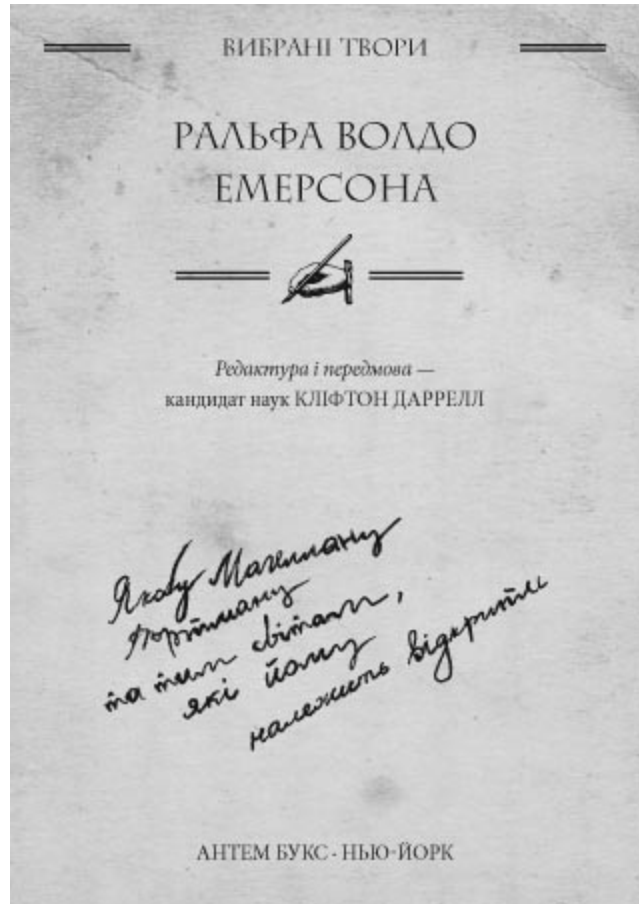 ВИБРАНІ ТВОРИ
РАЛЬФА ВОЛДО
ЕМЕРСОНА
Редактура і передмова —
кандидат наук КЛІФТОН ДАРРЕЛЛ
Якобу Магеллану
Портману
та тим світам,
які йому
належить відкрити
АНТЕМ БУКС · НЬЮ-ЙОРК